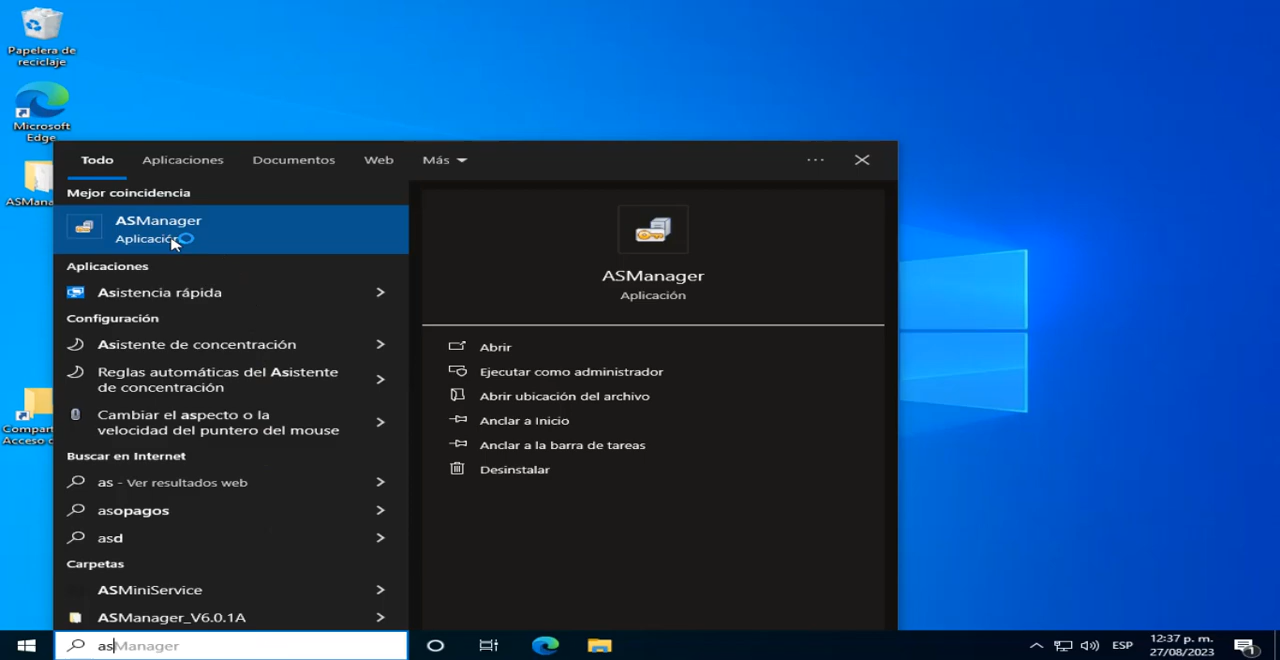 Papelera de
reciclaje
Microsoft
Edge
ASMana
Compart
Acceso
Todo
Aplicaciones
Documentos
Web
Más
Mejor coincidencia
ASManager
Aplicación
Aplicaciones
Asistencia rápida
Configuración
Asistente de concentración
Reglas automáticas del Asistente
de concentración
Cambiar el aspecto o la
velocidad del puntero del mouse
Buscar en Internet
as - Ver resultados web
asopagos
asd
Carpetas
ASMiniService
ASManager_V6.0.1A
asManager
ASManager
Aplicación
Abrir
Ejecutar como administrador
Abrir ubicación del archivo
Anclar a Inicio
Anclar a la barra de tareas
Desinstalar
ESP
12:37 p. m.
27/08/2023
1